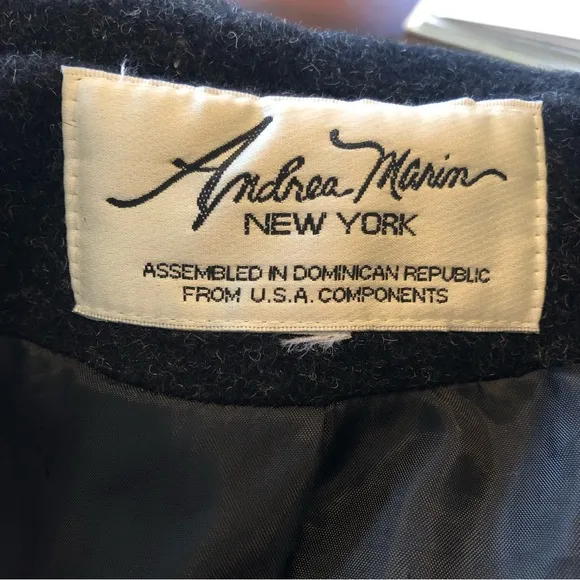 Andrea Marin
NEW YORK
ASSEMBLED IN DOMINICAN REPUBLIC
FROM U.S.A. COMPONENTS